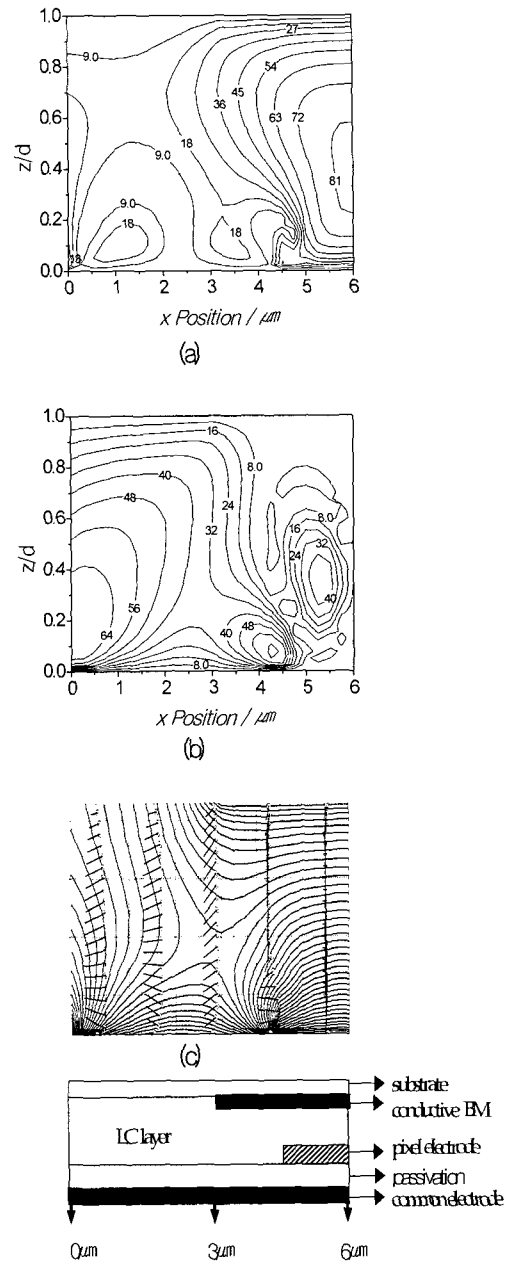 1.0
27
9.0
0.8
54
45
36
63
72
0.6
z/d
18
9.0
0.4
81
9.0
0.2
18
18
18
0.0
0 1 2 3 4 5 6
x Position / μm
(a)
1.0
16
0.8
40
8.0
48
24
8.0
0.6
32
16
z/d
24
32
0.4
56
40
0.2
64
40
48
8.0
0.0
0 1 2 3 4 5 6
x Position / μm
(b)
(c)
substrate
conductive BM
LC layer
pixel electrode
passivation
common electrode
0μm 3μm 6μm